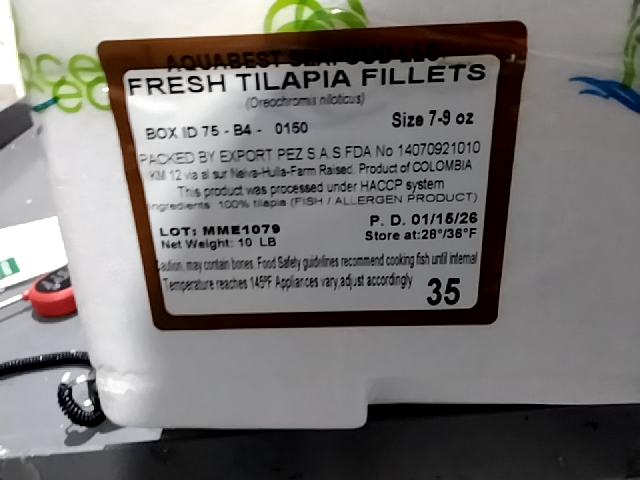 AQUABEST SEAFOOD LLC
FRESH TILAPIA FILLETS
(Oreochromis niloticus)
BOX ID 75 - B4 - 0150
Size 7-9 oz
PACKED BY EXPORT PEZ S.A.S. FDA No 14070921010
KM 12 via al sur Neiva-Huila-Farm Raised. Product of COLOMBIA
This product was processed under HACCP system
Ingredients: 100% tilapia (FISH / ALLERGEN PRODUCT)
LOT: MME1079
P. D. 01/15/26
Net Weight: 10 LB
Store at:28°/36°F
Caution, may contain bones. Food Safety guidelines recommend cooking fish until internal
Temperature reaches 145ºF Appliances vary, adjust accordingly
35